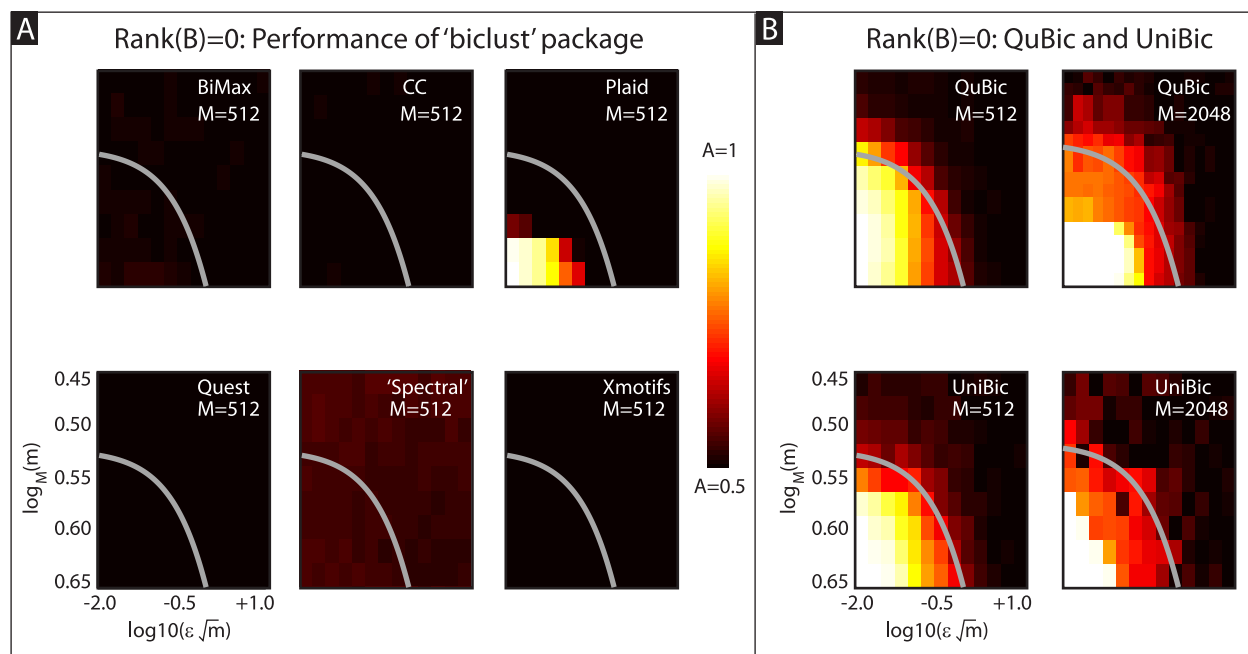 A
Rank(B)=0: Performance of 'biclust' package
BiMax
M=512
CC
M=512
Plaid
M=512
A=1
A=0.5
Quest
M=512
'Spectral'
M=512
Xmotifs
M=512
0.45
0.50
0.55
0.60
0.65
log_M(m)
-2.0 -0.5 +1.0
log10(ε√m)
B
Rank(B)=0: QuBic and UniBic
QuBic
M=512
QuBic
M=2048
UniBic
M=512
UniBic
M=2048
0.45
0.50
0.55
0.60
0.65
log_M(m)
-2.0 -0.5 +1.0
log10(ε√m)